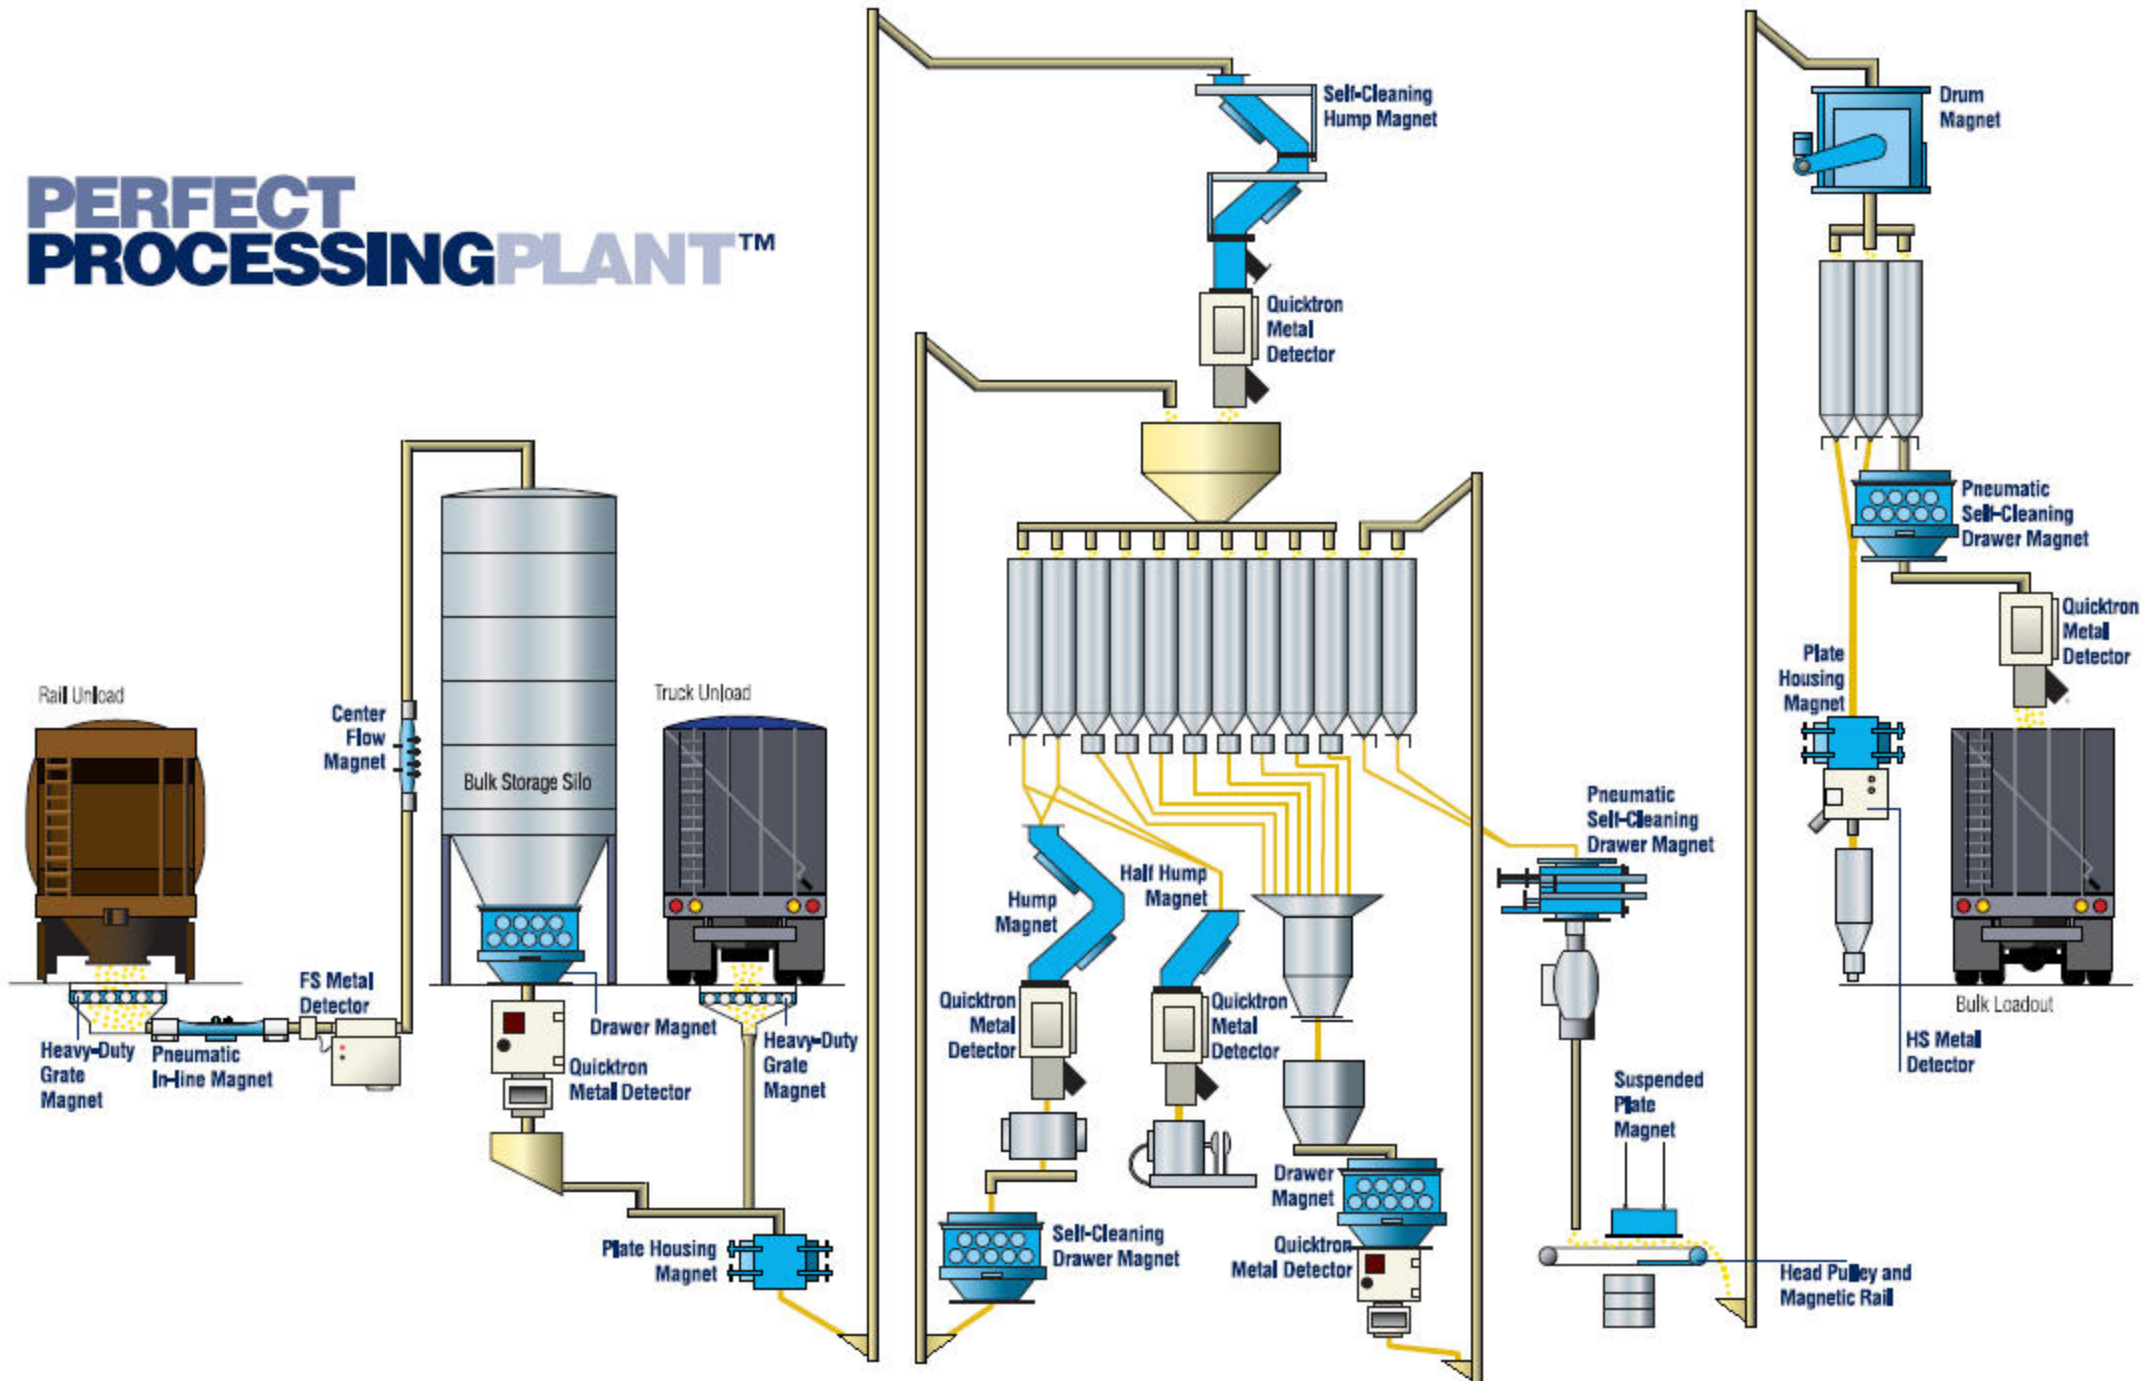 PERFECT
PROCESSINGPLANT™
Rail Unload
Heavy-Duty
Grate
Magnet
Pneumatic
In-line Magnet
FS Metal
Detector
Center
Flow
Magnet
Bulk Storage Silo
Drawer Magnet
Quicktron
Metal Detector
Truck Unload
Heavy-Duty
Grate
Magnet
Plate Housing
Magnet
Self-Cleaning
Hump Magnet
Quicktron
Metal
Detector
Hump
Magnet
Quicktron
Metal
Detector
Self-Cleaning
Drawer Magnet
Half Hump
Magnet
Quicktron
Metal
Detector
Drawer
Magnet
Quicktron
Metal Detector
Pneumatic
Self-Cleaning
Drawer Magnet
Suspended
Plate
Magnet
Head Pulley and
Magnetic Rail
Drum
Magnet
Pneumatic
Self-Cleaning
Drawer Magnet
Quicktron
Metal
Detector
Plate
Housing
Magnet
HS Metal
Detector
Bulk Loadout